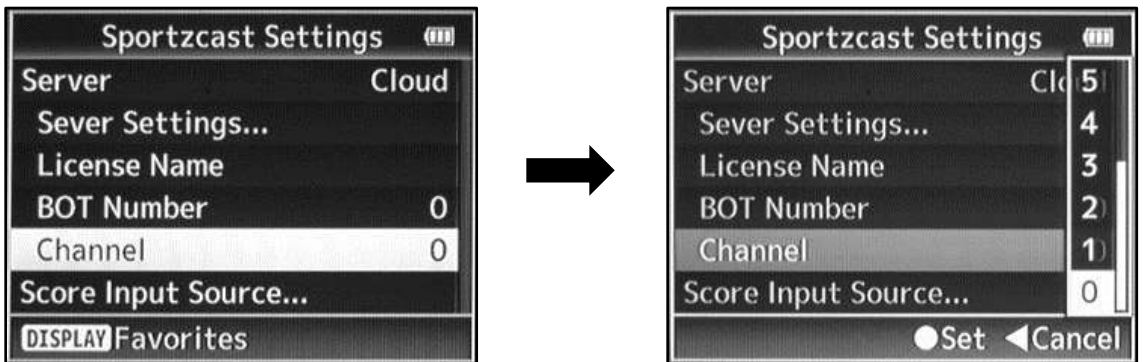 Sportzcast Settings
Server Cloud
Sever Settings...
License Name
BOT Number 0
Channel 0
Score Input Source...
DISPLAY Favorites
Sportzcast Settings
Server 5
Sever Settings... 4
License Name 3
BOT Number 2
Channel 1
Score Input Source... 0
Set Cancel